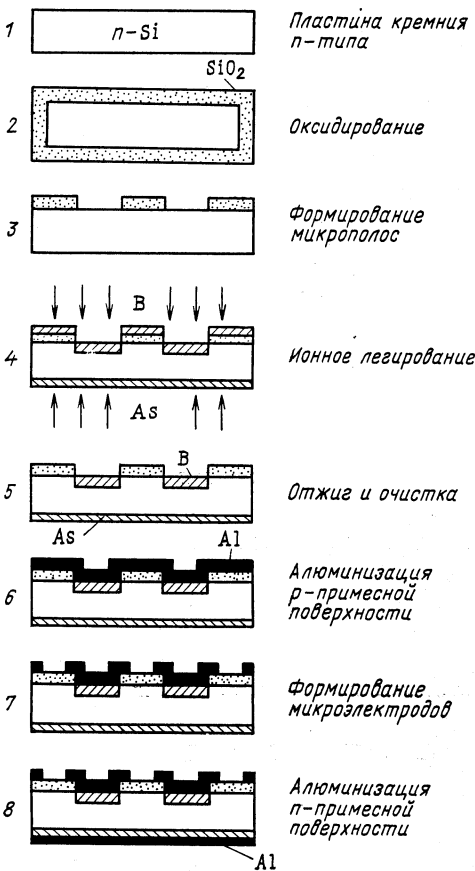 1
n-Si
Пластина кремния
n-типа
SiO2
2
Оксидирование
3
Формирование
микрополос
B
4
Ионное легирование
As
B
5
Отжиг и очистка
As
Al
6
Алюминизация
p-примесной
поверхности
7
Формирование
микроэлектродов
8
Алюминизация
n-примесной
поверхности
Al